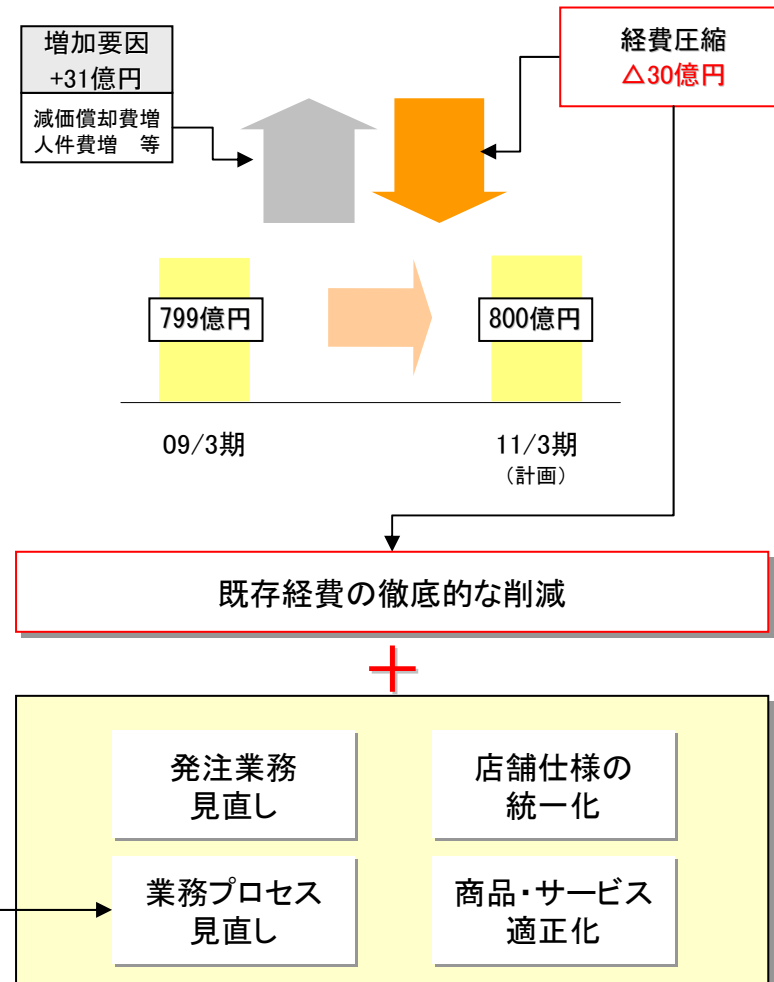 増加要因
+31億円
減価償却費増
人件費増　等
経費圧縮
△30億円
799億円
800億円
09/3期
11/3期
（計画）
既存経費の徹底的な削減
＋
発注業務
見直し
店舗仕様の
統一化
業務プロセス
見直し
商品・サービス
適正化